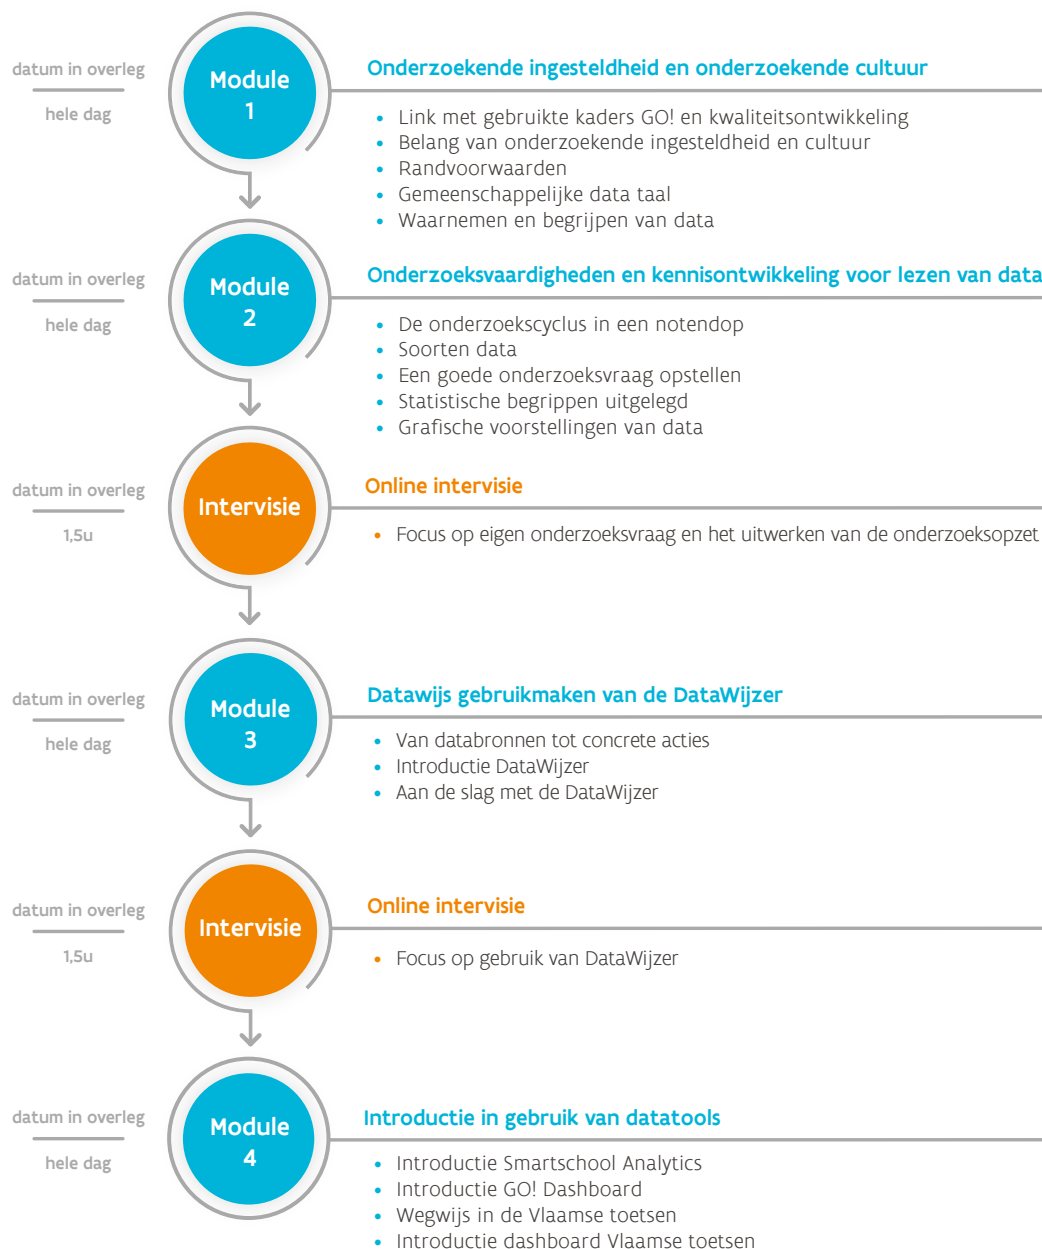 datum in overleg
hele dag
Module
1
Onderzoekende ingesteldheid en onderzoekende cultuur
• Link met gebruikte kaders GO! en kwaliteitsontwikkeling
• Belang van onderzoekende ingesteldheid en cultuur
• Randvoorwaarden
• Gemeenschappelijke data taal
• Waarnemen en begrijpen van data
datum in overleg
hele dag
Module
2
Onderzoeksvaardigheden en kennisontwikkeling voor lezen van data
• De onderzoekscyclus in een notendop
• Soorten data
• Een goede onderzoeksvraag opstellen
• Statistische begrippen uitgelegd
• Grafische voorstellingen van data
datum in overleg
1,5u
Intervisie
Online intervisie
• Focus op eigen onderzoeksvraag en het uitwerken van de onderzoeksopzet
datum in overleg
hele dag
Module
3
Datawijs gebruikmaken van de DataWijzer
• Van databronnen tot concrete acties
• Introductie DataWijzer
• Aan de slag met de DataWijzer
datum in overleg
1,5u
Intervisie
Online intervisie
• Focus op gebruik van DataWijzer
datum in overleg
hele dag
Module
4
Introductie in gebruik van datatools
• Introductie Smartschool Analytics
• Introductie GO! Dashboard
• Wegwijs in de Vlaamse toetsen
• Introductie dashboard Vlaamse toetsen